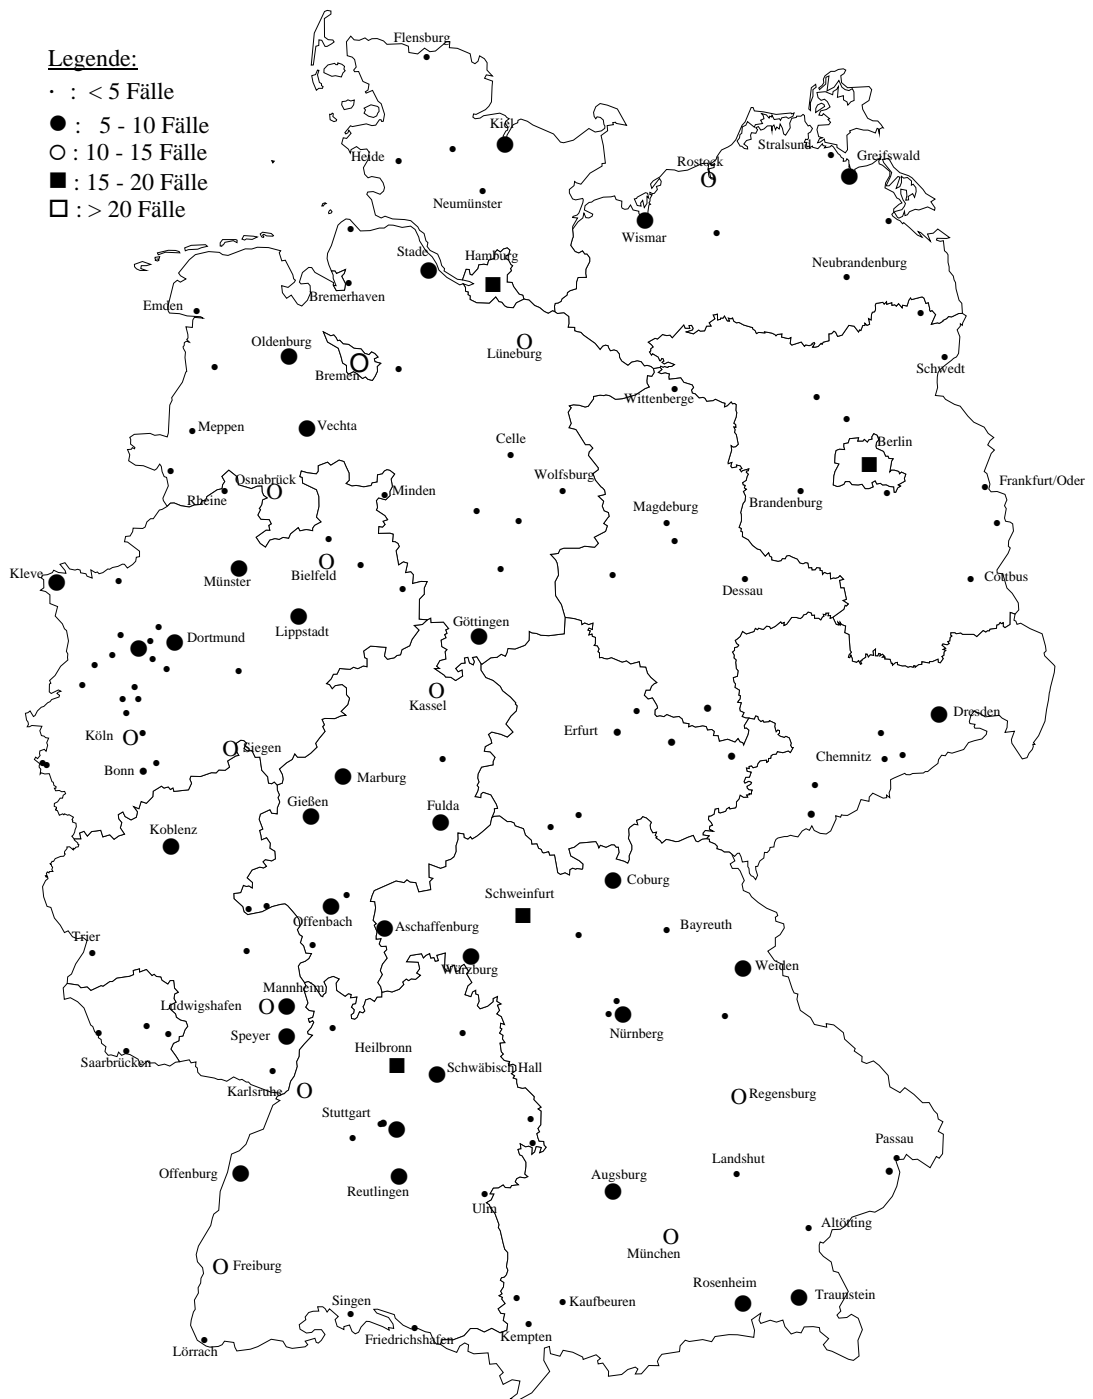 Legende:
· : < 5 Fälle
● : 5 - 10 Fälle
○ : 10 - 15 Fälle
■ : 15 - 20 Fälle
□ : > 20 Fälle
Flensburg
Kiel
Heide
Neumünster
Stralsund
Greifswald
Rostock
Wismar
Neubrandenburg
Stade
Hamburg
Bremerhaven
Emden
Oldenburg
Bremen
Lüneburg
Schwedt
Wittenberge
Meppen
Vechta
Celle
Berlin
Wolfsburg
Osnabrück
Rheine
Minden
Brandenburg
Frankfurt/Oder
Magdeburg
Kleve
Münster
Bielfeld
Dessau
Cottbus
Dortmund
Lippstadt
Göttingen
Kassel
Dresden
Erfurt
Köln
Siegen
Chemnitz
Bonn
Marburg
Gießen
Fulda
Koblenz
Coburg
Schweinfurt
Offenbach
Aschaffenburg
Bayreuth
Trier
Würzburg
Weiden
Mannheim
Ludwigshafen
Nürnberg
Speyer
Saarbrücken
Heilbronn
Schwäbisch Hall
Karlsruhe
Regensburg
Stuttgart
Passau
Offenburg
Reutlingen
Augsburg
Landshut
Ulm
Altötting
München
Freiburg
Rosenheim
Traunstein
Singen
Kaufbeuren
Friedrichshafen
Kempten
Lörrach